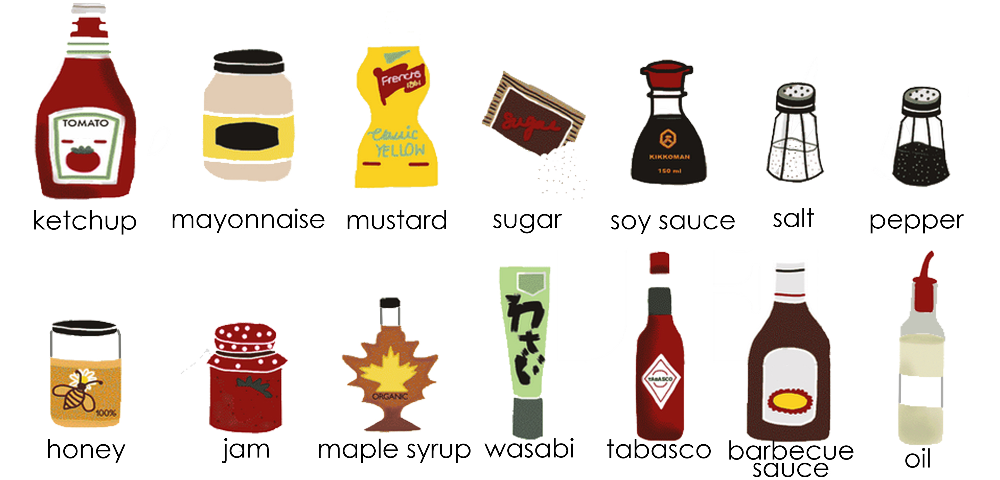 TOMATO
French's
1861
Classic
YELLOW
Sugar
KIKKOMAN
150 ml
ketchup
mayonnaise
mustard
sugar
soy sauce
salt
pepper
100%
ORGANIC
わさび
TABASCO
honey
jam
maple syrup
wasabi
tabasco
barbecue
sauce
oil